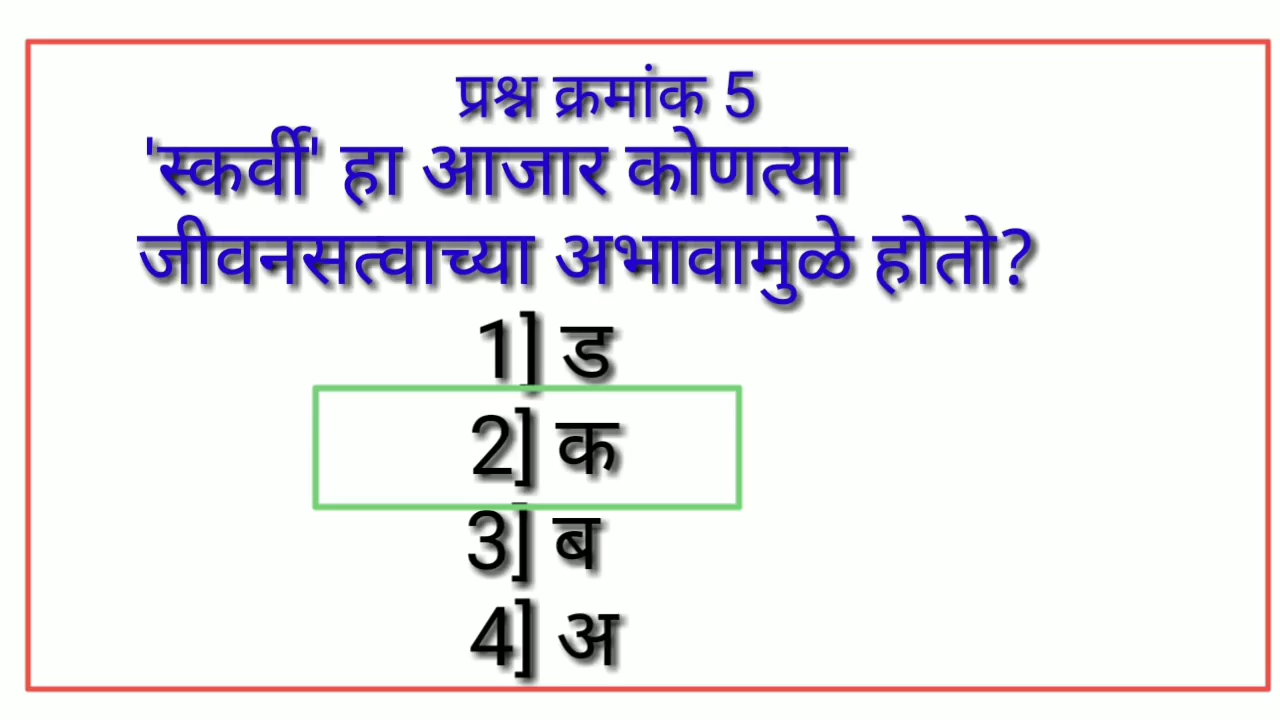 प्रश्न क्रमांक 5
'स्कर्वी' हा आजार कोणत्या
जीवनसत्वाच्या अभावामुळे होतो?
1] ड
2] क
3] ब
4] अ